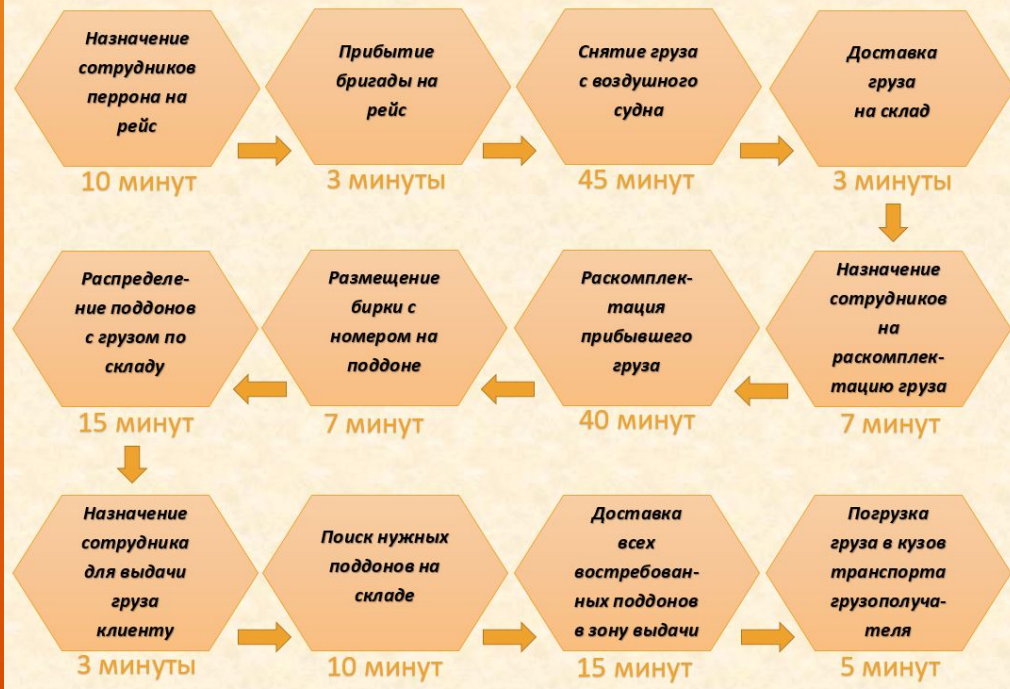 Назначение
сотрудников
перрона на
рейс
10 минут
Прибытие
бригады на
рейс
3 минуты
Снятие груза
с воздушного
судна
45 минут
Доставка
груза
на склад
3 минуты
Назначение
сотрудников
на
раскомплек-
тацию груза
7 минут
Раскомплек-
тация
прибывшего
груза
40 минут
Размещение
бирки с
номером на
поддоне
7 минут
Распределе-
ние поддонов
с грузом по
складу
15 минут
Назначение
сотрудника
для выдачи
груза
клиенту
3 минуты
Поиск нужных
поддонов на
складе
10 минут
Доставка
всех
востребован-
ных поддонов
в зону выдачи
15 минут
Погрузка
груза в кузов
транспорта
грузополуча-
теля
5 минут